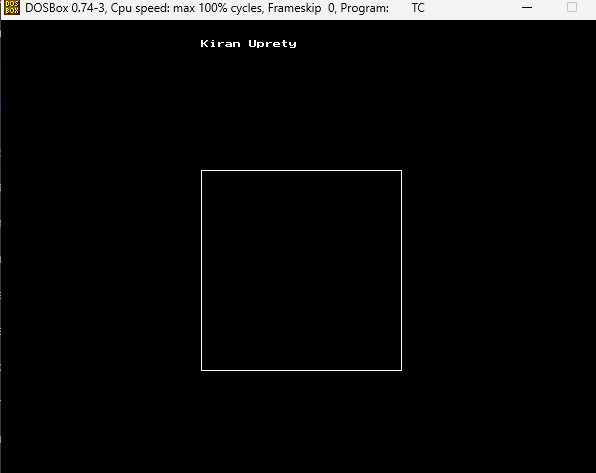 DOSBox 0.74-3, Cpu speed: max 100% cycles, Frameskip 0, Program: TC
Kiran Uprety